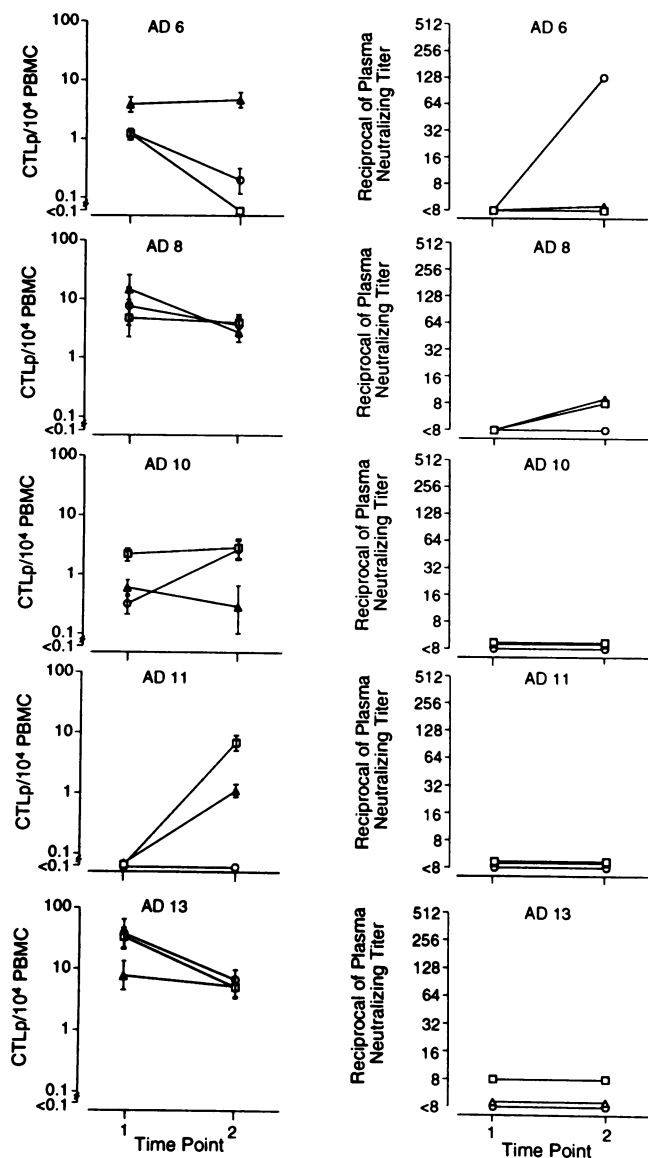 AD 6
CTLp/10⁴ PBMC
100
10
1
0.1
<0.1
AD 6
Reciprocal of Plasma
Neutralizing Titer
512
256
128
64
32
16
8
<8
AD 8
CTLp/10⁴ PBMC
100
10
1
0.1
<0.1
AD 8
Reciprocal of Plasma
Neutralizing Titer
512
256
128
64
32
16
8
<8
AD 10
CTLp/10⁴ PBMC
100
10
1
0.1
<0.1
AD 10
Reciprocal of Plasma
Neutralizing Titer
512
256
128
64
32
16
8
<8
AD 11
CTLp/10⁴ PBMC
100
10
1
0.1
<0.1
AD 11
Reciprocal of Plasma
Neutralizing Titer
512
256
128
64
32
16
8
<8
AD 13
CTLp/10⁴ PBMC
100
10
1
0.1
<0.1
1
2
Time Point
AD 13
Reciprocal of Plasma
Neutralizing Titer
512
256
128
64
32
16
8
<8
1
2
Time Point